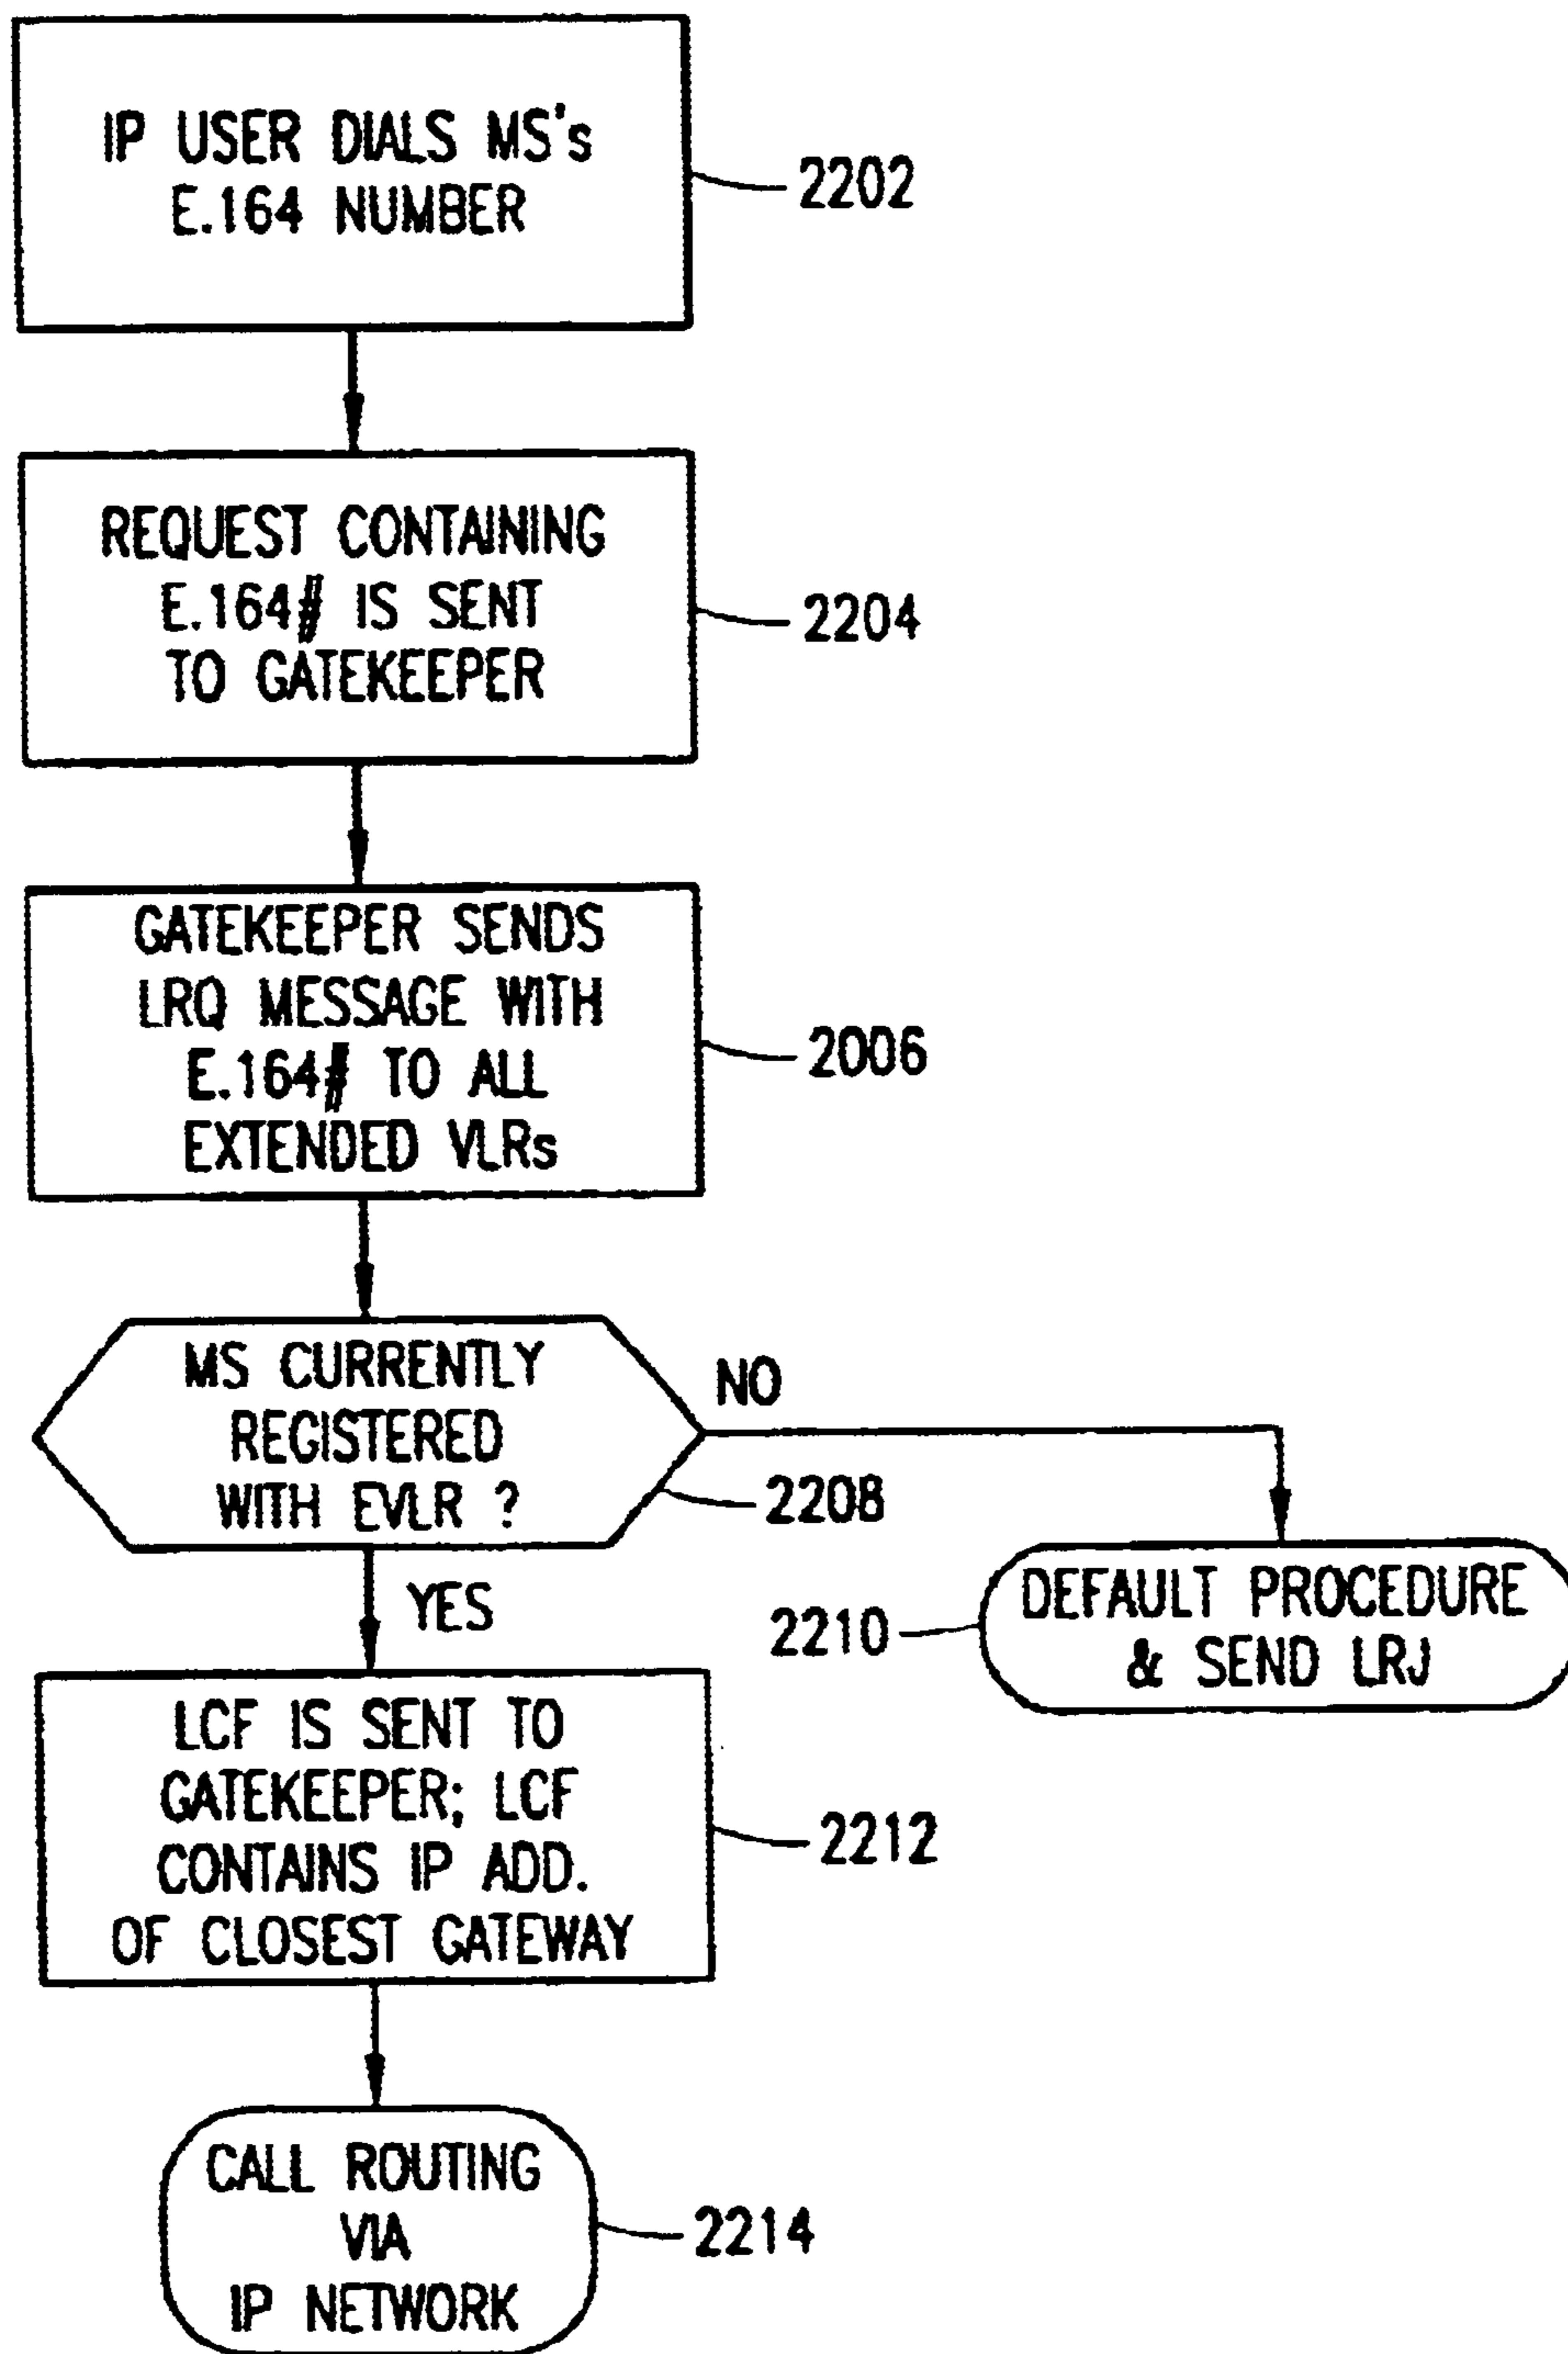 IP USER DIALS MS's
E.164 NUMBER
2202
REQUEST CONTAINING
E.164# IS SENT
TO GATEKEEPER
2204
GATEKEEPER SENDS
LRQ MESSAGE WITH
E.164# TO ALL
EXTENDED VLRs
2006
MS CURRENTLY
REGISTERED
WITH EVLR ?
2208
NO
YES
2210
DEFAULT PROCEDURE
& SEND LRJ
LCF IS SENT TO
GATEKEEPER; LCF
CONTAINS IP ADD.
OF CLOSEST GATEWAY
2212
CALL ROUTING
VIA
IP NETWORK
2214